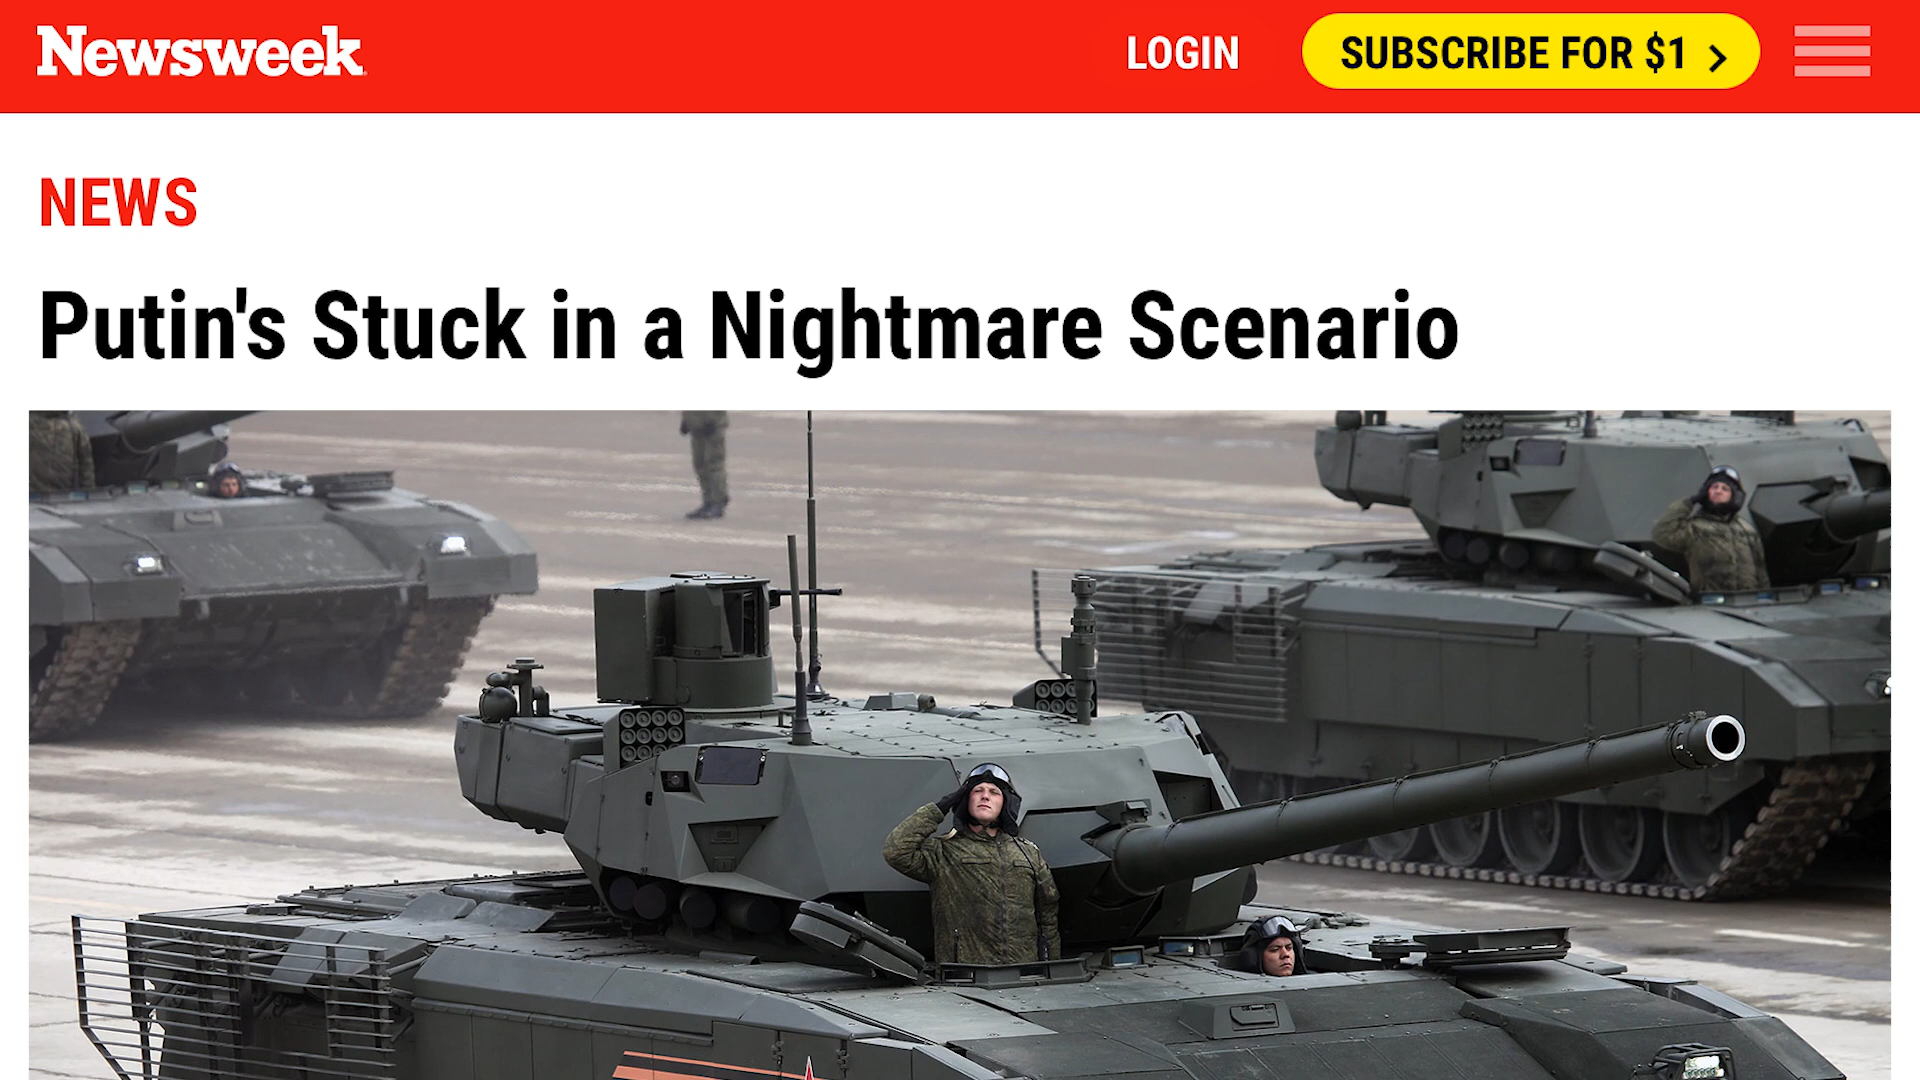 Newsweek
LOGIN
SUBSCRIBE FOR $1
NEWS
Putin's Stuck in a Nightmare Scenario